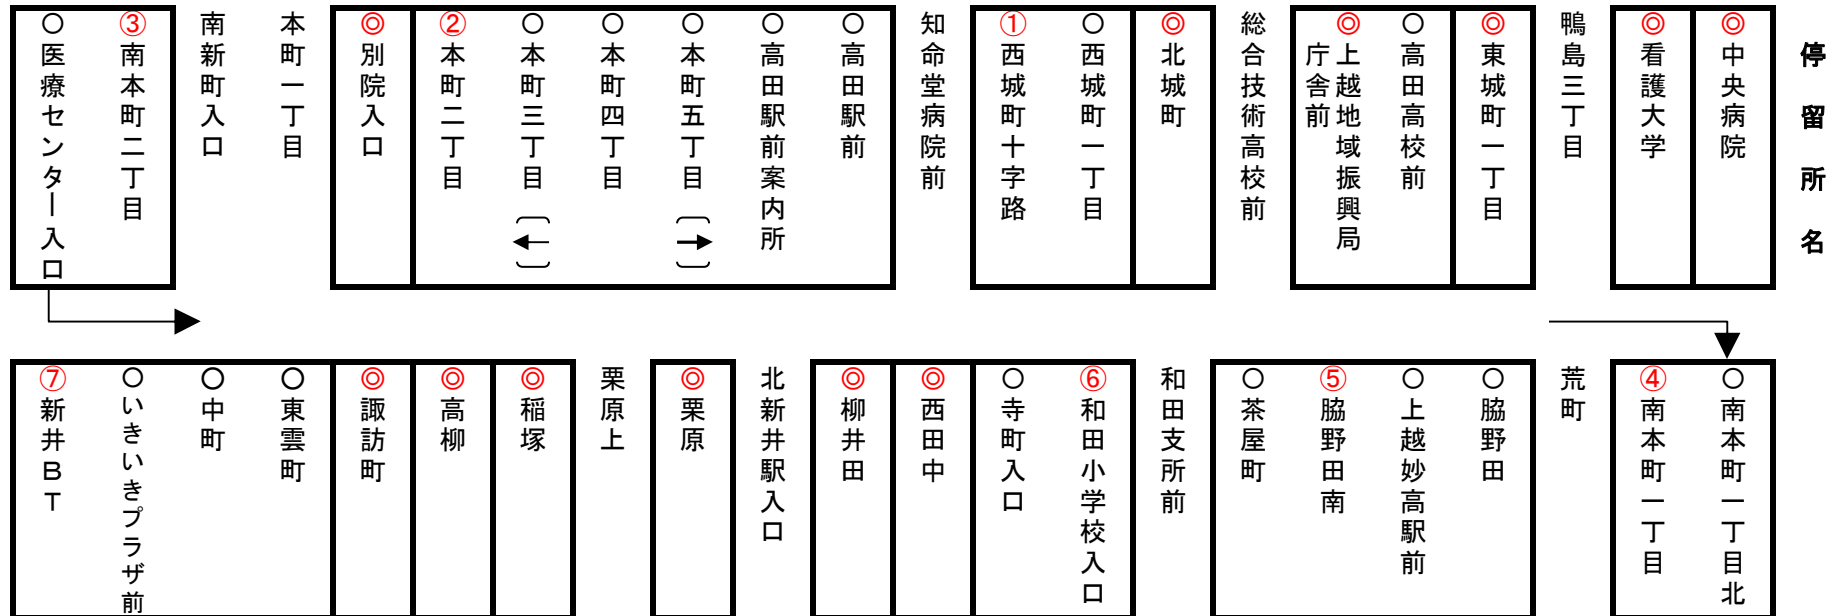 停留所名
◎中央病院
◎看護大学
鴨島三丁目
◎東城町一丁目
○高田高校前
◎上越地域振興局
庁舎前
総合技術高校前
◎北城町
○西城町一丁目
①西城町十字路
知命堂病院前
○高田駅前
○高田駅前案内所
○本町五丁目〔→〕
○本町四丁目
○本町三丁目〔←〕
②本町二丁目
◎別院入口
本町一丁目
南新町入口
③南本町二丁目
○医療センター入口
○南本町一丁目北
④南本町一丁目
荒町
○脇野田
○上越妙高駅前
⑤脇野田南
○茶屋町
和田支所前
⑥和田小学校入口
○寺町入口
◎西田中
◎柳井田
北新井駅入口
◎栗原
栗原上
◎稲塚
◎高柳
◎諏訪町
○東雲町
○中町
○いきいきプラザ前
⑦新井BT